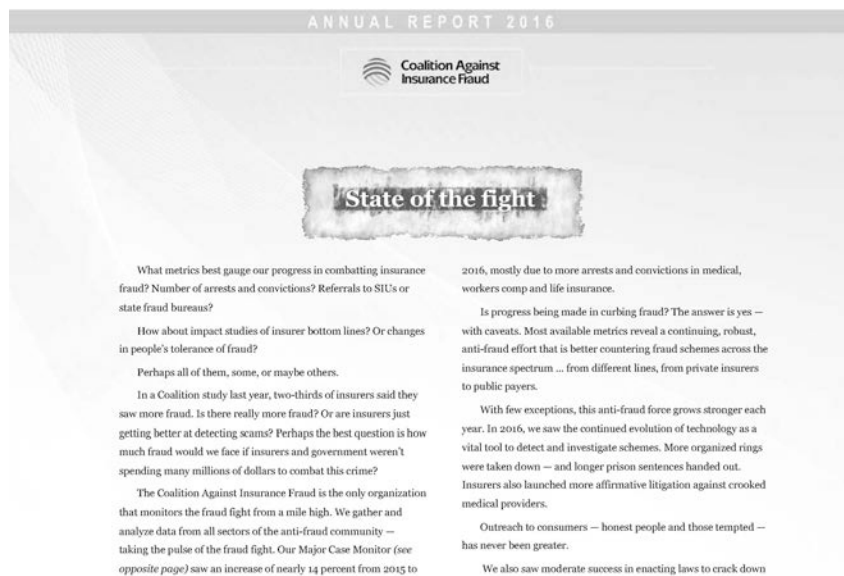 ANNUAL REPORT 2016
Coalition Against
Insurance Fraud
State of the fight
What metrics best gauge our progress in combatting insurance
fraud? Number of arrests and convictions? Referrals to SIUs or
state fraud bureaus?
How about impact studies of insurer bottom lines? Or changes
in people's tolerance of fraud?
Perhaps all of them, some, or maybe others.
In a Coalition study last year, two-thirds of insurers said they
saw more fraud. Is there really more fraud? Or are insurers just
getting better at detecting scams? Perhaps the best question is how
much fraud would we face if insurers and government weren't
spending many millions of dollars to combat this crime?
The Coalition Against Insurance Fraud is the only organization
that monitors the fraud fight from a mile high. We gather and
analyze data from all sectors of the anti-fraud community —
taking the pulse of the fraud fight. Our Major Case Monitor (see
opposite page) saw an increase of nearly 14 percent from 2015 to
2016, mostly due to more arrests and convictions in medical,
workers comp and life insurance.
Is progress being made in curbing fraud? The answer is yes —
with caveats. Most available metrics reveal a continuing, robust,
anti-fraud effort that is better countering fraud schemes across the
insurance spectrum ... from different lines, from private insurers
to public payers.
With few exceptions, this anti-fraud force grows stronger each
year. In 2016, we saw the continued evolution of technology as a
vital tool to detect and investigate schemes. More organized rings
were taken down — and longer prison sentences handed out.
Insurers also launched more affirmative litigation against crooked
medical providers.
Outreach to consumers — honest people and those tempted —
has never been greater.
We also saw moderate success in enacting laws to crack down